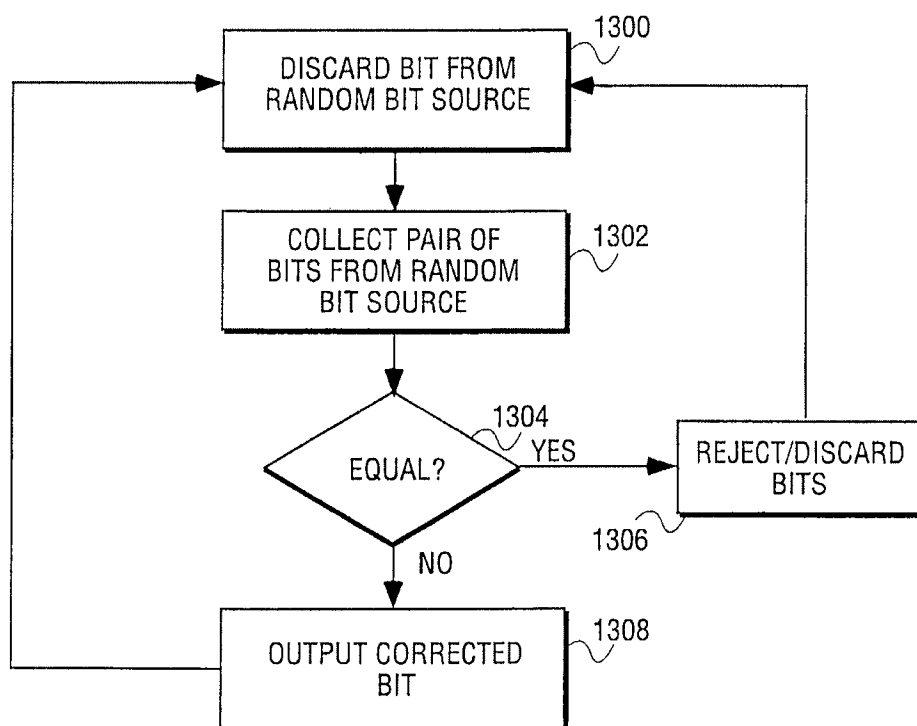 1300
DISCARD BIT FROM
RANDOM BIT SOURCE
1302
COLLECT PAIR OF
BITS FROM RANDOM
BIT SOURCE
1304
EQUAL?
YES
REJECT/DISCARD
BITS
1306
NO
1308
OUTPUT CORRECTED
BIT